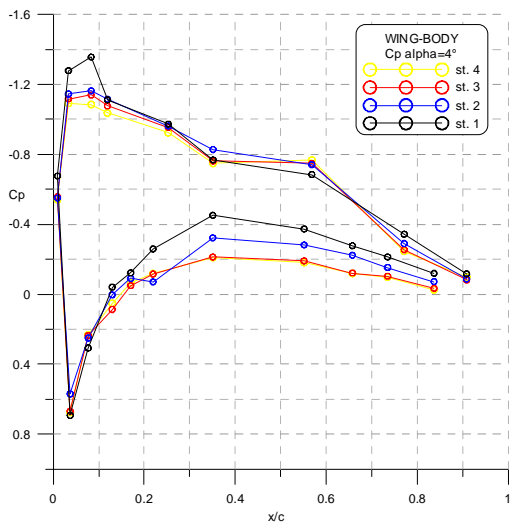 -1.6
-1.2
-0.8
Cp
-0.4
0
0.4
0.8
WING-BODY
Cp alpha=4°
st. 4
st. 3
st. 2
st. 1
0 0.2 0.4 0.6 0.8 1
x/c